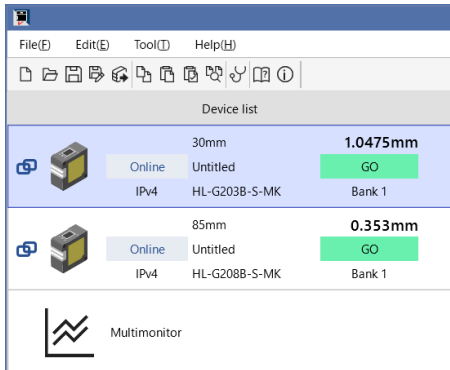 File(F) Edit(E) Tool(T) Help(H)
Device list
30mm 1.0475mm
Online Untitled GO
IPv4 HL-G203B-S-MK Bank 1
85mm 0.353mm
Online Untitled GO
IPv4 HL-G208B-S-MK Bank 1
Multimonitor